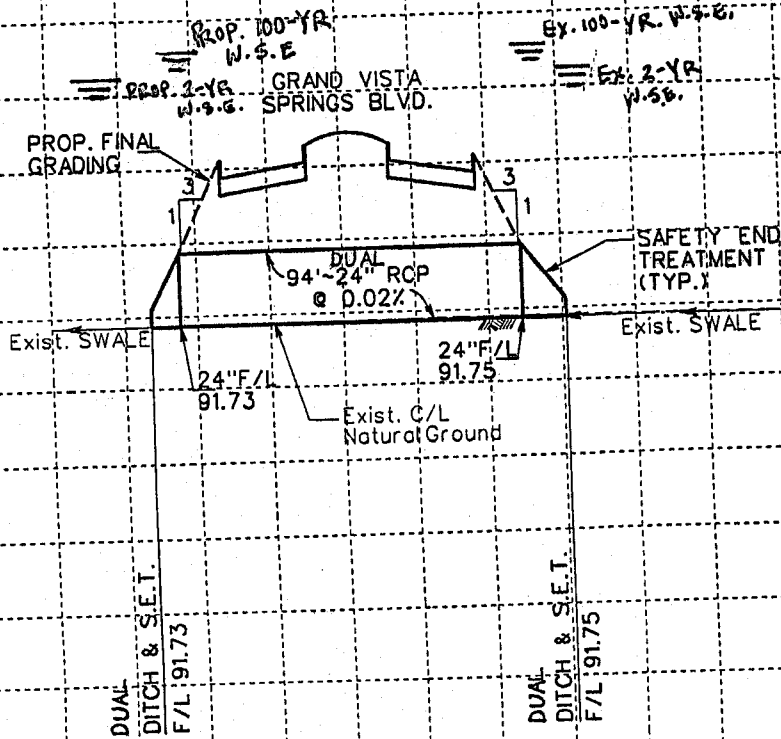 PROP. 100-YR
W.S.E
EX. 100-YR. W.S.E.
PROP. 2-YR
W.S.E.
EX. 2-YR
W.S.E.
GRAND VISTA
SPRINGS BLVD.
PROP. FINAL
GRADING
3
1
3
1
SAFETY END
TREATMENT
(TYP.)
DUAL
94'~24" RCP
@ 0.02%
Exist. SWALE
Exist. SWALE
24"F/L
91.73
24"F/L
91.75
Exist. C/L
Natural Ground
DUAL
DITCH & S.E.T.
F/L 91.73
DUAL
DITCH & S.E.T.
F/L 91.75